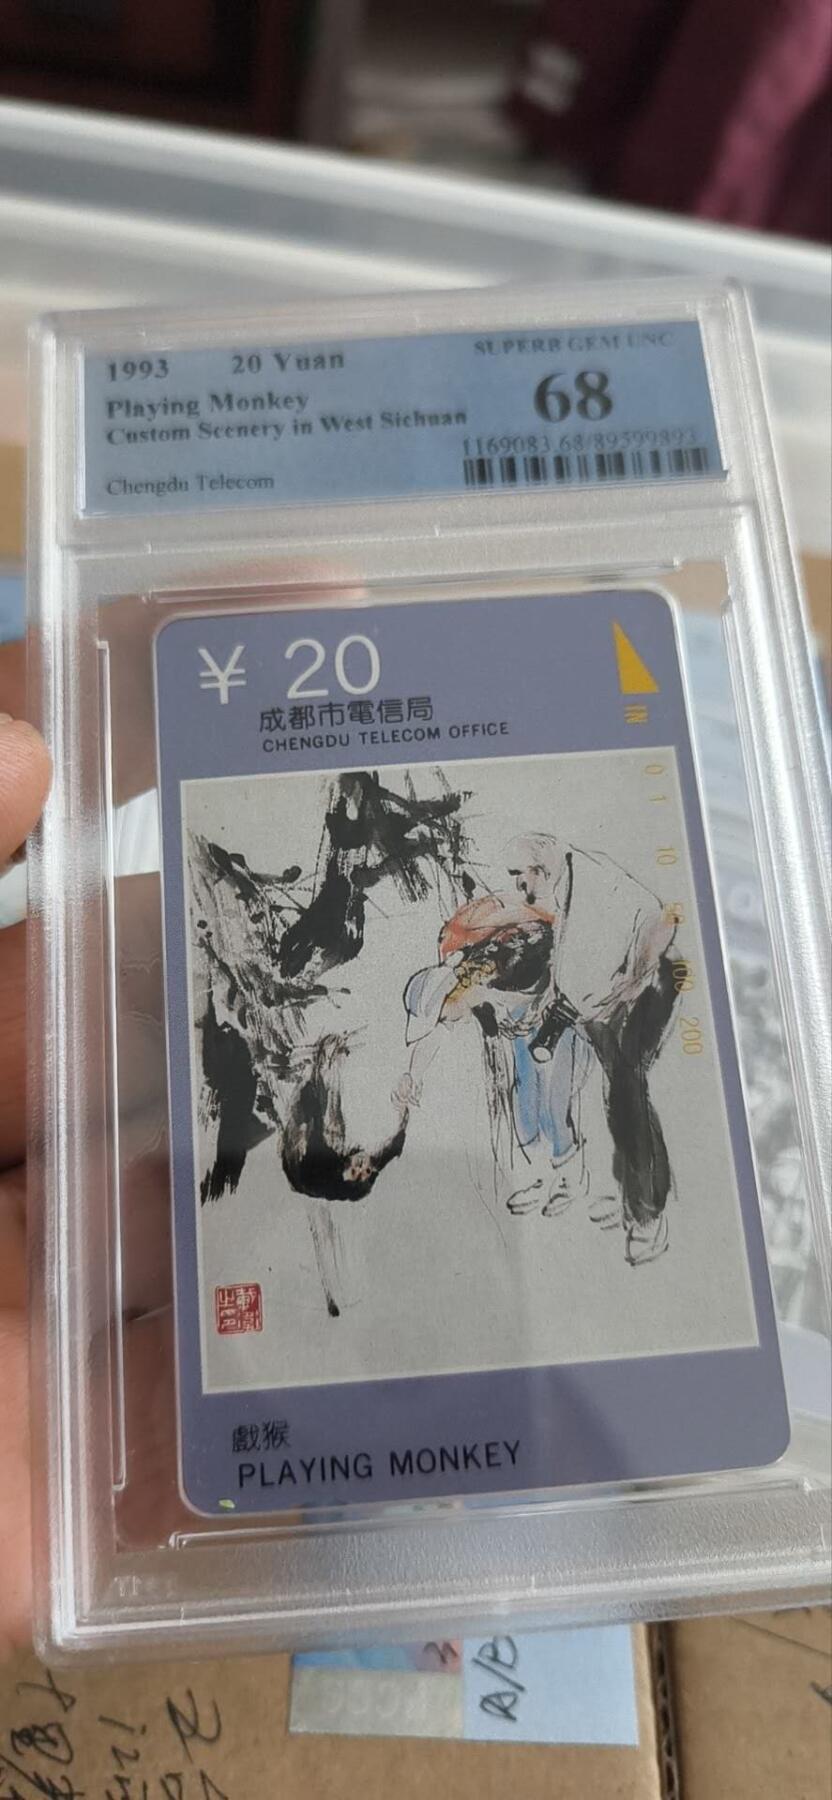 1993 20 Yuan
SUPERB GEM UNC
Playing Monkey
68
Custom Scenery in West Sichuan
1169083.68/89599893
Chengdu Telecom
¥ 20
成都市電信局
CHENGDU TELECOM OFFICE
IN
0 1 10 50 100 200
戲猴
PLAYING MONKEY
A/B